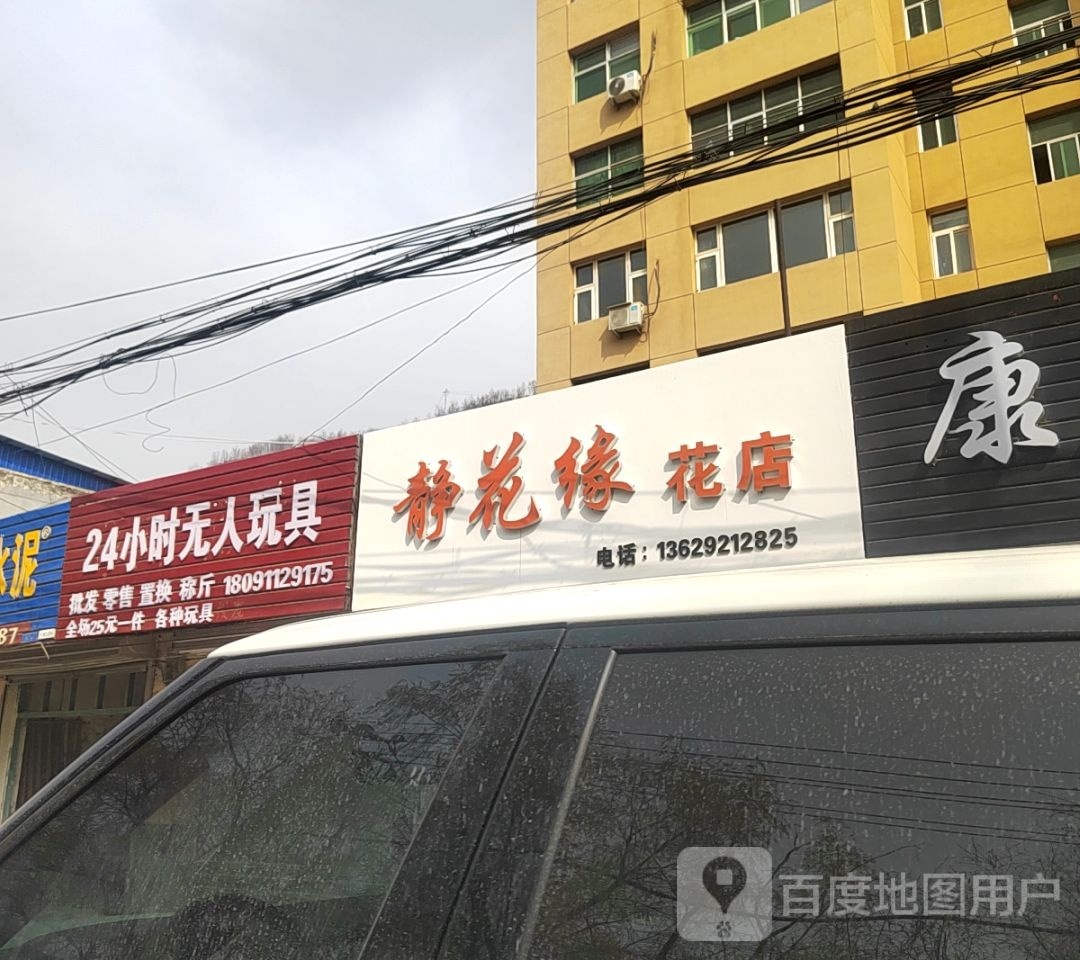 水泥®
87
24小时无人玩具
批发 零售 置换 称斤 18091129175
全场25元一件 各种玩具
静花缘 花店
电话：13629212825
康
百度地图用户